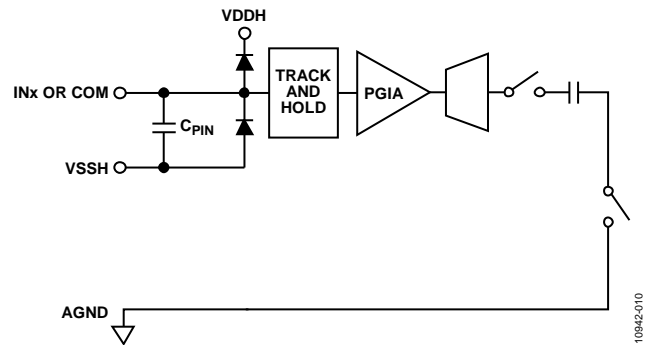 VDDH
INx OR COM
TRACK
AND
HOLD
PGIA
CPIN
VSSH
AGND
10942-010